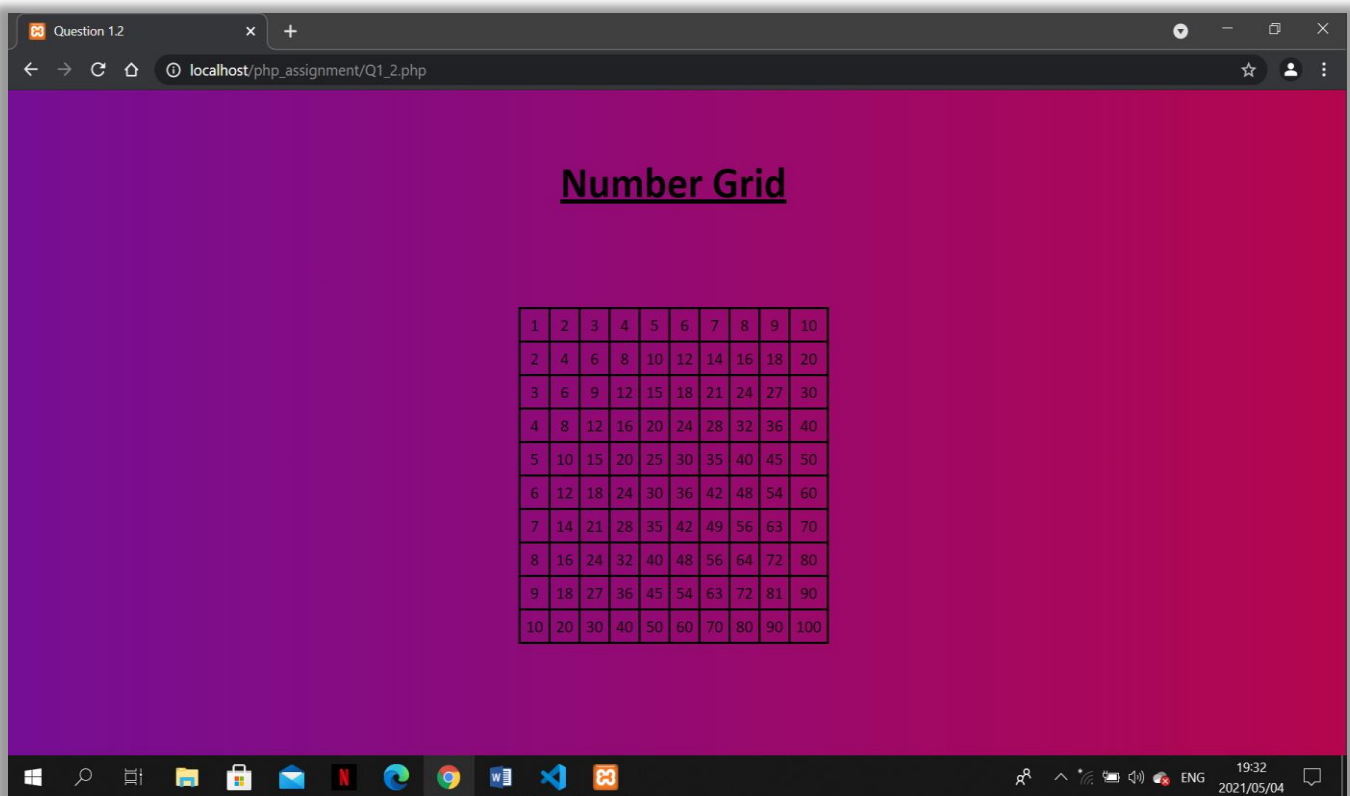 Question 1.2
localhost/php_assignment/Q1_2.php
Number Grid
1 2 3 4 5 6 7 8 9 10
2 4 6 8 10 12 14 16 18 20
3 6 9 12 15 18 21 24 27 30
4 8 12 16 20 24 28 32 36 40
5 10 15 20 25 30 35 40 45 50
6 12 18 24 30 36 42 48 54 60
7 14 21 28 35 42 49 56 63 70
8 16 24 32 40 48 56 64 72 80
9 18 27 36 45 54 63 72 81 90
10 20 30 40 50 60 70 80 90 100
N W ENG 19:32
2021/05/04